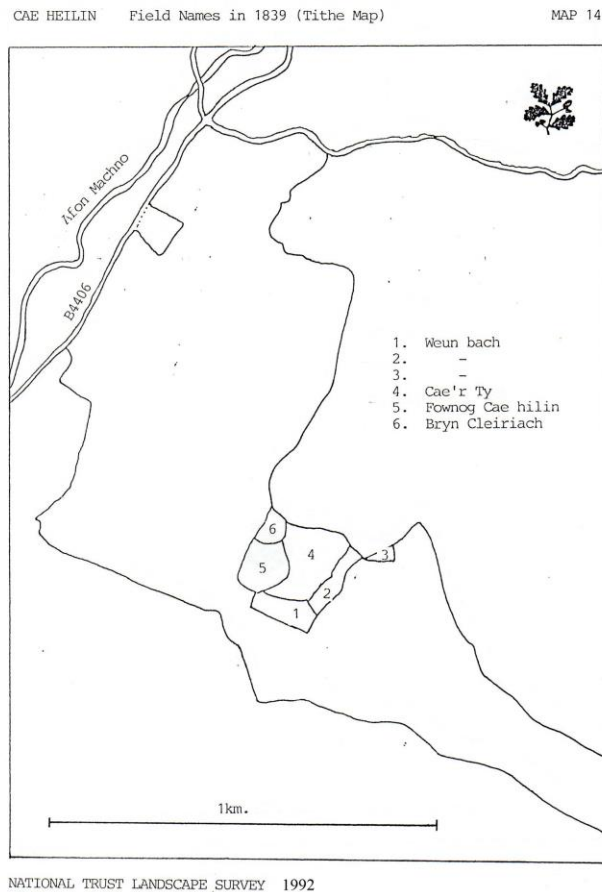 CAE HEILIN Field Names in 1839 (Tithe Map) MAP 14
Afon Machno
B4406
1. Weun bach
2. -
3. -
4. Cae'r Ty
5. Fownog Cae hilin
6. Bryn Cleiriach
6
4
3
5
2
1
1km.
NATIONAL TRUST LANDSCAPE SURVEY 1992